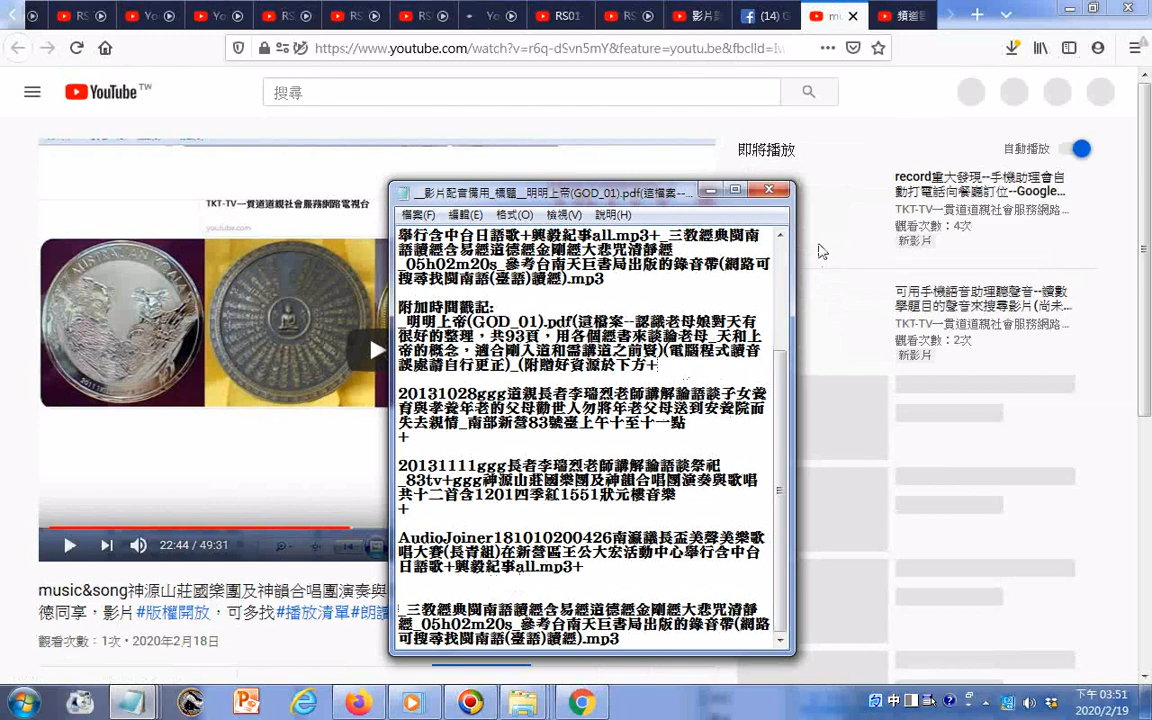 RS01
影片
(14)
頻道
https://www.youtube.com/watch?v=r6q-dSvn5mY&feature=youtu.be&fbclid=Iw
YouTube TW
搜尋
即將播放
自動播放
TKT-TV一貫道道親社會服務網路電視台
youtube.com
AUSTRALIAN KOALA
22:44 / 49:31
music&song神源山莊國樂團及神韻合唱團演奏與
德同享，影片#版權開放，可多找#播放清單#朗讀
觀看次數：1次・2020年2月18日
record重大發現--手機助理會自
動打電話向餐廳訂位--Google...
TKT-TV一貫道道親社會服務網路...
觀看次數：4次
新影片
可用手機語音助理聽聲音--讀數
學題目的聲音來搜尋影片(尚未...
TKT-TV一貫道道親社會服務網路...
觀看次數：2次
新影片
__影片配音備用_標題__明明上帝(GOD_01).pdf(這檔案--...
檔案(F) 編輯(E) 格式(O) 檢視(V) 說明(H)
舉行含中台日語歌+興毅紀事all.mp3+_三教經典閩南
語讀經含易經道德經金剛經大悲咒清靜經
_05h02m20s_參考台南天巨書局出版的錄音帶(網路可
搜尋找閩南語(臺語)讀經).mp3
附加時間戳記:
_明明上帝(GOD_01).pdf(這檔案--認識老母娘對天有
很好的整理，共93頁，用各個經書來談論老母_天和上
帝的概念，適合剛入道和需講道之前賢)(電腦程式讀音
誤處請自行更正)_(附贈好資源於下方+
20131028ggg道親長者李瑞烈老師講解論語談子女養
育與孝養年老的父母勸世人勿將年老父母送到安養院而
失去親情_南部新營83號臺上午十至十一點
+
20131111ggg長者李瑞烈老師講解論語談祭祀
_83tv+ggg神源山莊國樂團及神韻合唱團演奏與歌唱
共十二首含1201四季紅1551狀元樓音樂
+
AudioJoiner181010200426南瀛議長盃美聲美樂歌
唱大賽(長青組)在新營區王公大宏活動中心舉行含中台
日語歌+興毅紀事all.mp3+
_三教經典閩南語讀經含易經道德經金剛經大悲咒清靜
經_05h02m20s_參考台南天巨書局出版的錄音帶(網路
可搜尋找閩南語(臺語)讀經).mp3
中
下午 03:51
2020/2/19